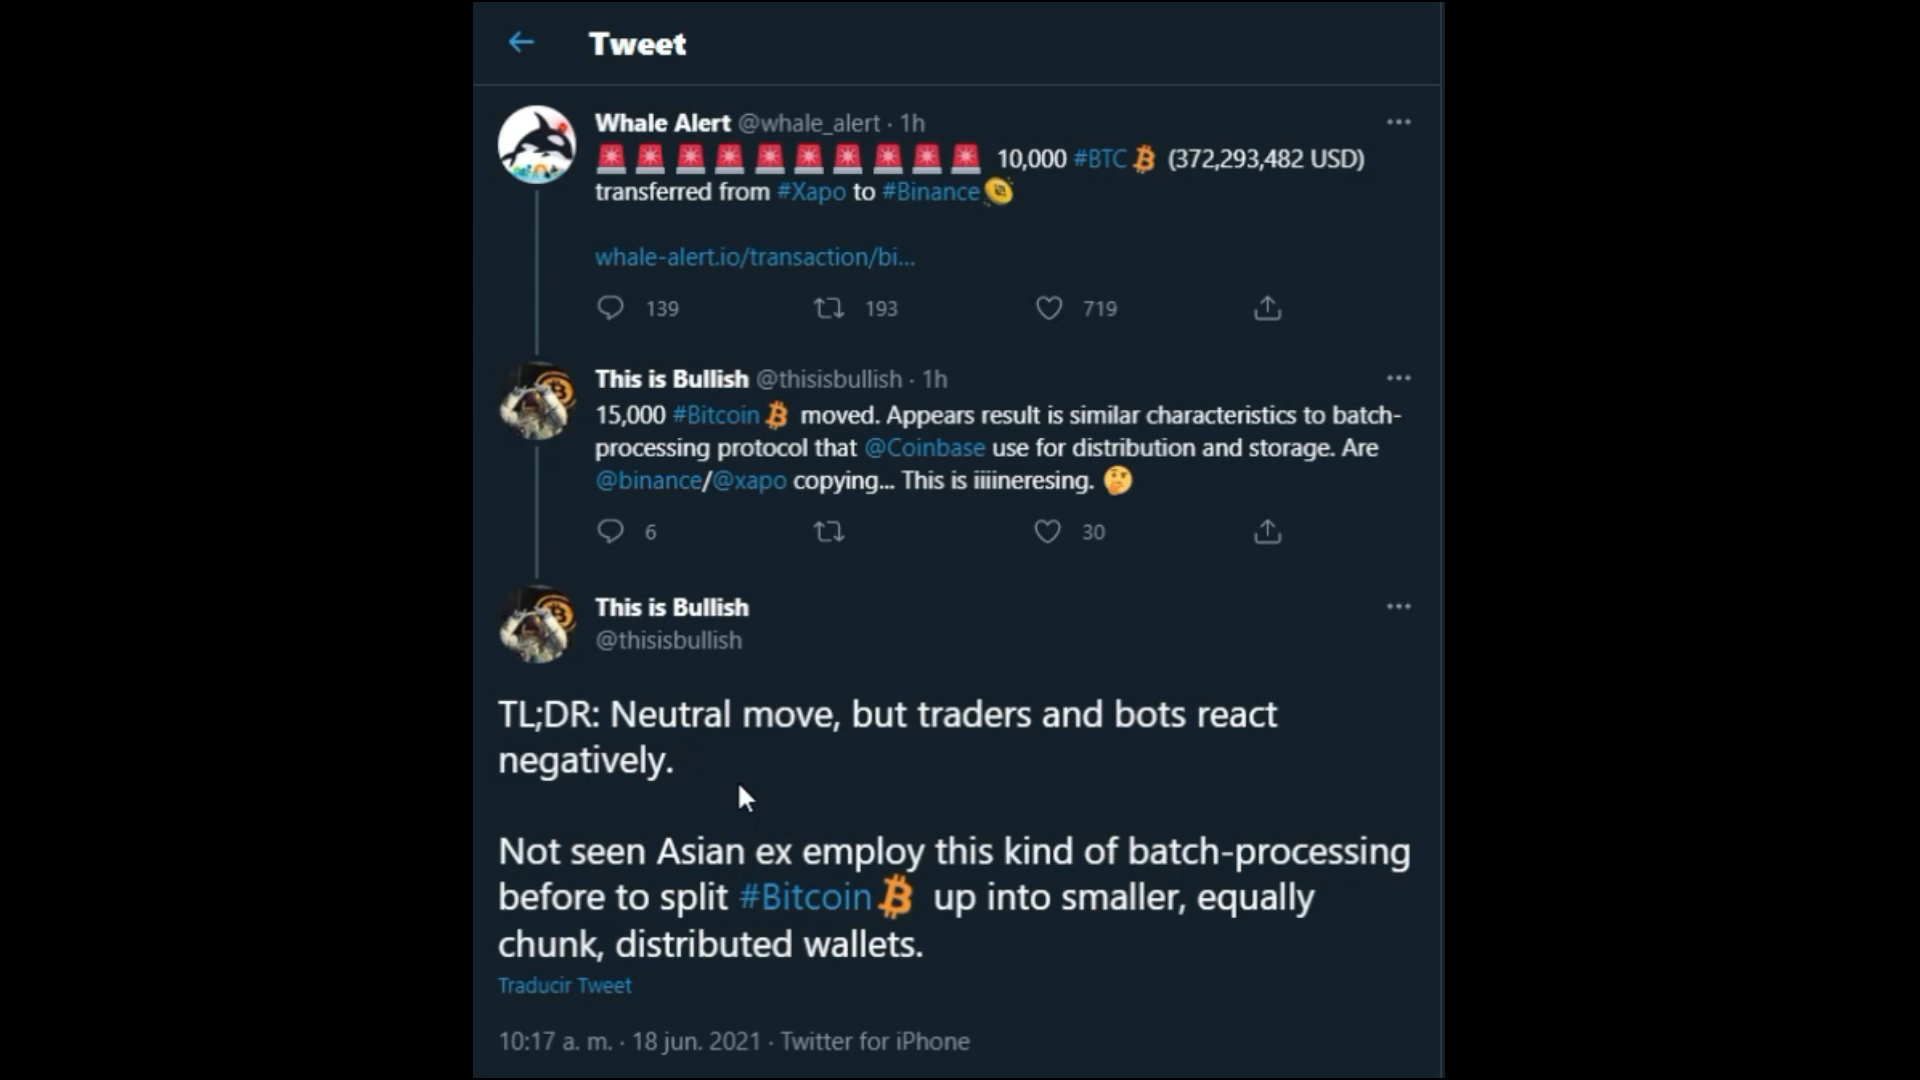 Tweet
Whale Alert @whale_alert · 1h
🚨🚨🚨🚨🚨🚨🚨🚨🚨🚨 10,000 #BTC (372,293,482 USD)
transferred from #Xapo to #Binance
whale-alert.io/transaction/bi...
139 193 719
This is Bullish @thisisbullish · 1h
15,000 #Bitcoin moved. Appears result is similar characteristics to batch-
processing protocol that @Coinbase use for distribution and storage. Are
@binance/@xapo copying... This is iiiiineresing. 🤔
6 30
This is Bullish
@thisisbullish
TL;DR: Neutral move, but traders and bots react
negatively.
Not seen Asian ex employ this kind of batch-processing
before to split #Bitcoin up into smaller, equally
chunk, distributed wallets.
Traducir Tweet
10:17 a. m. · 18 jun. 2021 · Twitter for iPhone